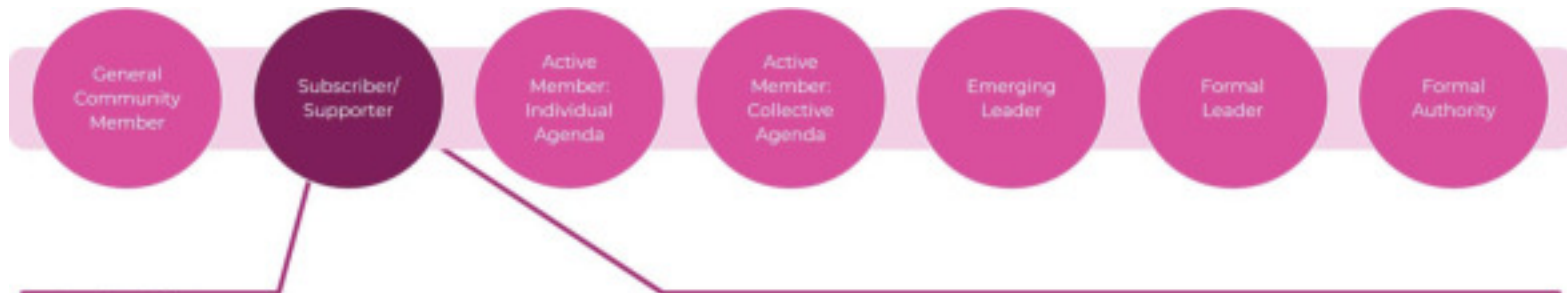 General
Community
Member
Subscriber/
Supporter
Active
Member:
Individual
Agenda
Active
Member:
Collective
Agenda
Emerging
Leader
Formal
Leader
Formal
Authority